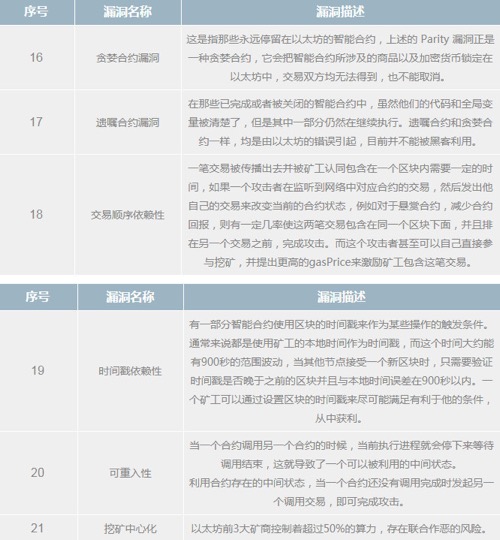 序号 漏洞名称 漏洞描述
这是指那些永远停留在以太坊的智能合约，上述的 Parity 漏洞正是
16 贪婪合约漏洞 一种贪婪合约，它会把智能合约所涉及的商品以及加密货币锁定在
以太坊中，交易双方均无法得到，也不能取消。
在那些已完成或者被关闭的智能合约中，虽然他们的代码和全局变
17 遗嘱合约漏洞 量被清楚了，但是其中一部分仍然在继续执行。遗嘱合约和贪婪合
约一样，均是由以太坊的错误引起，目前并不能被黑客利用。
一笔交易被传播出去并被矿工认同包含在一个区块内需要一定的时
间，如果一个攻击者在监听到网络中对应合约的交易，然后发出他
自己的交易来改变当前的合约状态，例如对于悬赏合约，减少合约
18 交易顺序依赖性 回报，则有一定几率使这两笔交易包含在同一个区块下面，并且排
在另一个交易之前，完成攻击。而这个攻击者甚至可以自己直接参
与挖矿，并提出更高的gasPrice来激励矿工包含这笔交易。
序号 漏洞名称 漏洞描述
有一部分智能合约使用区块的时间戳来作为某些操作的触发条件。
通常来说都是使用矿工的本地时间作为时间戳，而这个时间大约能
有900秒的范围波动，当其他节点接受一个新区块时，只需要验证
19 时间戳依赖性 时间戳是否晚于之前的区块并且与本地时间误差在900秒以内。一
个矿工可以通过设置区块的时间戳来尽可能满足有利于他的条件，
从中获利。
当一个合约调用另一个合约的时候，当前执行进程就会停下来等待
20 可重入性 调用结束，这就导致了一个可以被利用的中间状态。
利用合约存在的中间状态，当一个合约还没有调用完成时发起另一
个调用交易，即可完成攻击。
21 挖矿中心化 以太坊前3大矿商控制着超过50%的算力，存在联合作恶的风险。